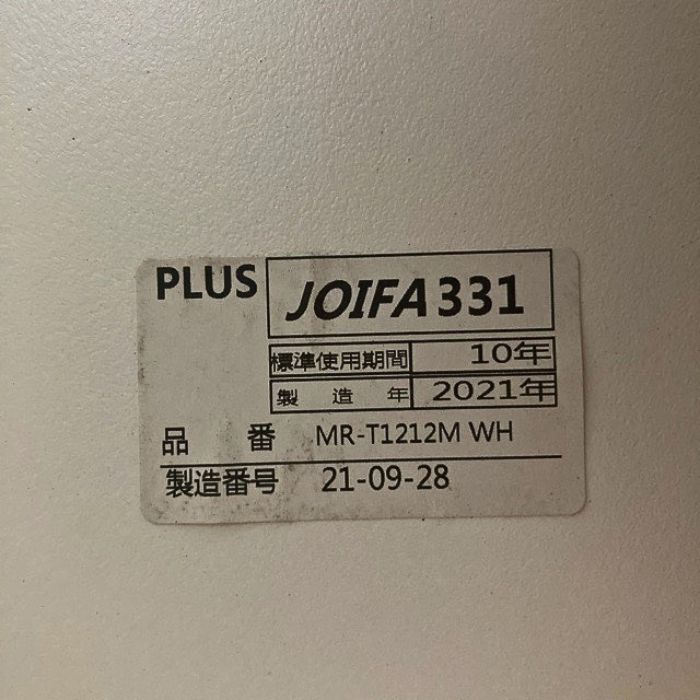 PLUS JOIFA 331
標準使用期間 10年
製造年 2021年
品番 MR-T1212M WH
製造番号 21-09-28